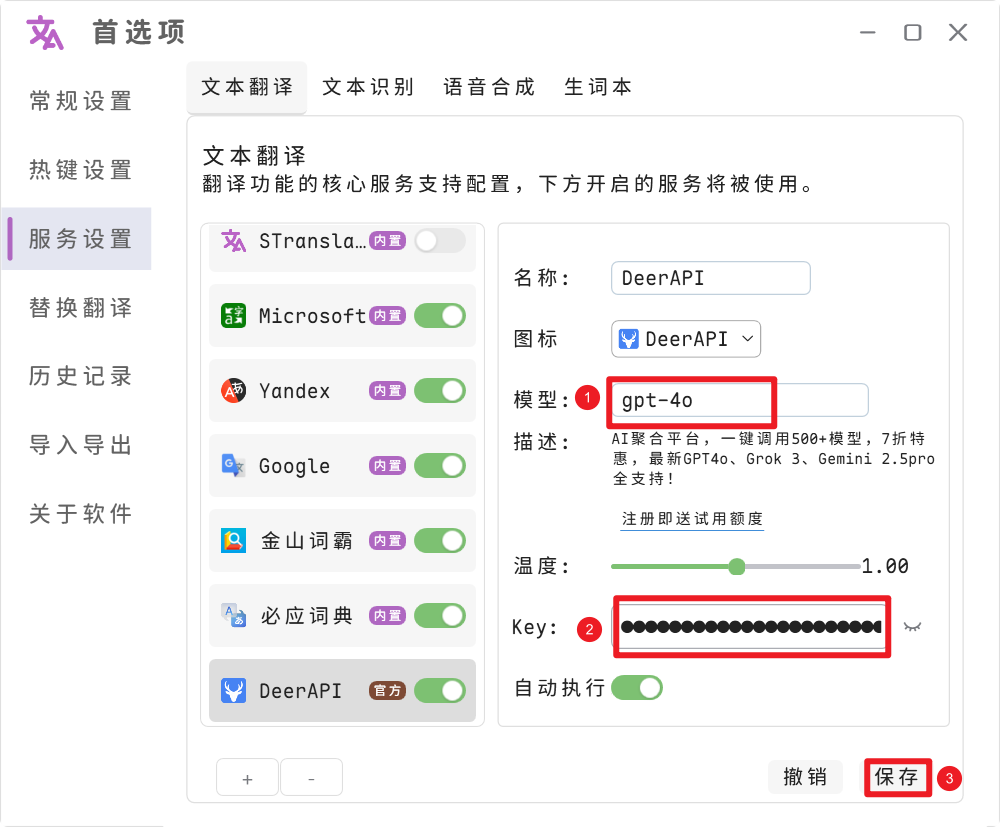 首选项
常规设置
热键设置
服务设置
替换翻译
历史记录
导入导出
关于软件
文本翻译 文本识别 语音合成 生词本
文本翻译
翻译功能的核心服务支持配置，下方开启的服务将被使用。
STransla… 内置
Microsoft 内置
Yandex 内置
Google 内置
金山词霸 内置
必应词典 内置
DeerAPI 官方
+ -
名称: DeerAPI
图标 DeerAPI
模型: 1 gpt-4o
描述: AI聚合平台，一键调用500+模型，7折特
惠，最新GPT4o、Grok 3、Gemini 2.5pro
全支持！
注册即送试用额度
温度: 1.00
Key: 2 ●●●●●●●●●●●●●●●●●●●●●●
自动执行
撤销 保存 3